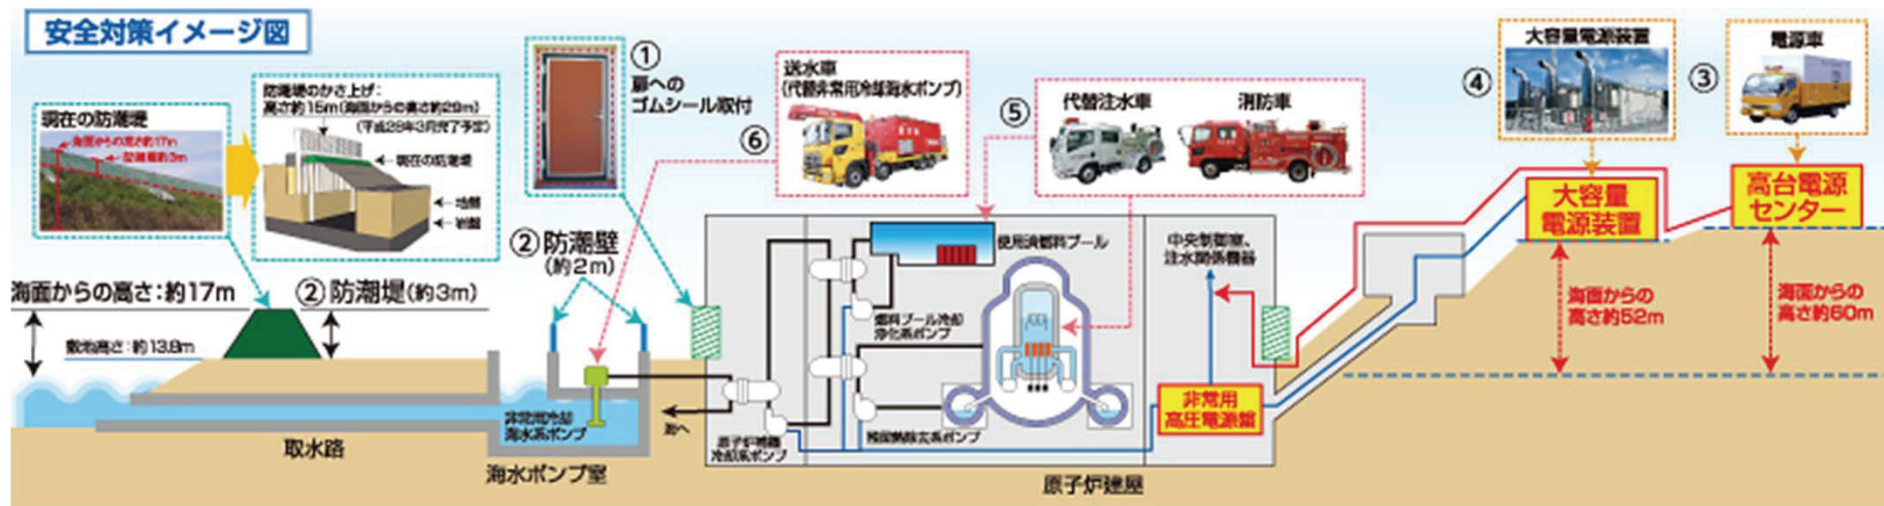 安全対策イメージ図
現在の防潮堤
海面からの高さ約17m
防潮堤のかさ上げ:
高さ約15m(海面からの高さ約29m)
(平成28年3月完了予定)
現在の防潮堤
地盤
岩盤
①
扉への
ゴムシール取付
⑥
送水車
(代替非常用冷却海水ポンプ)
⑤
代替注水車
消防車
④
大容量電源装置
③
電源車
大容量
電源装置
高台電源
センター
海面からの
高さ約52m
海面からの
高さ約60m
海面からの高さ:約17m
②防潮堤(約3m)
敷地高さ:約13.8m
②防潮壁
(約2m)
使用済燃料プール
中央制御室、
注水関係機器
燃料プール冷却
浄化系ポンプ
非常用
高圧電源盤
非常用冷却
海水系ポンプ
海へ
原子炉補機
冷却系ポンプ
残留熱除去系ポンプ
取水路
海水ポンプ室
原子炉建屋